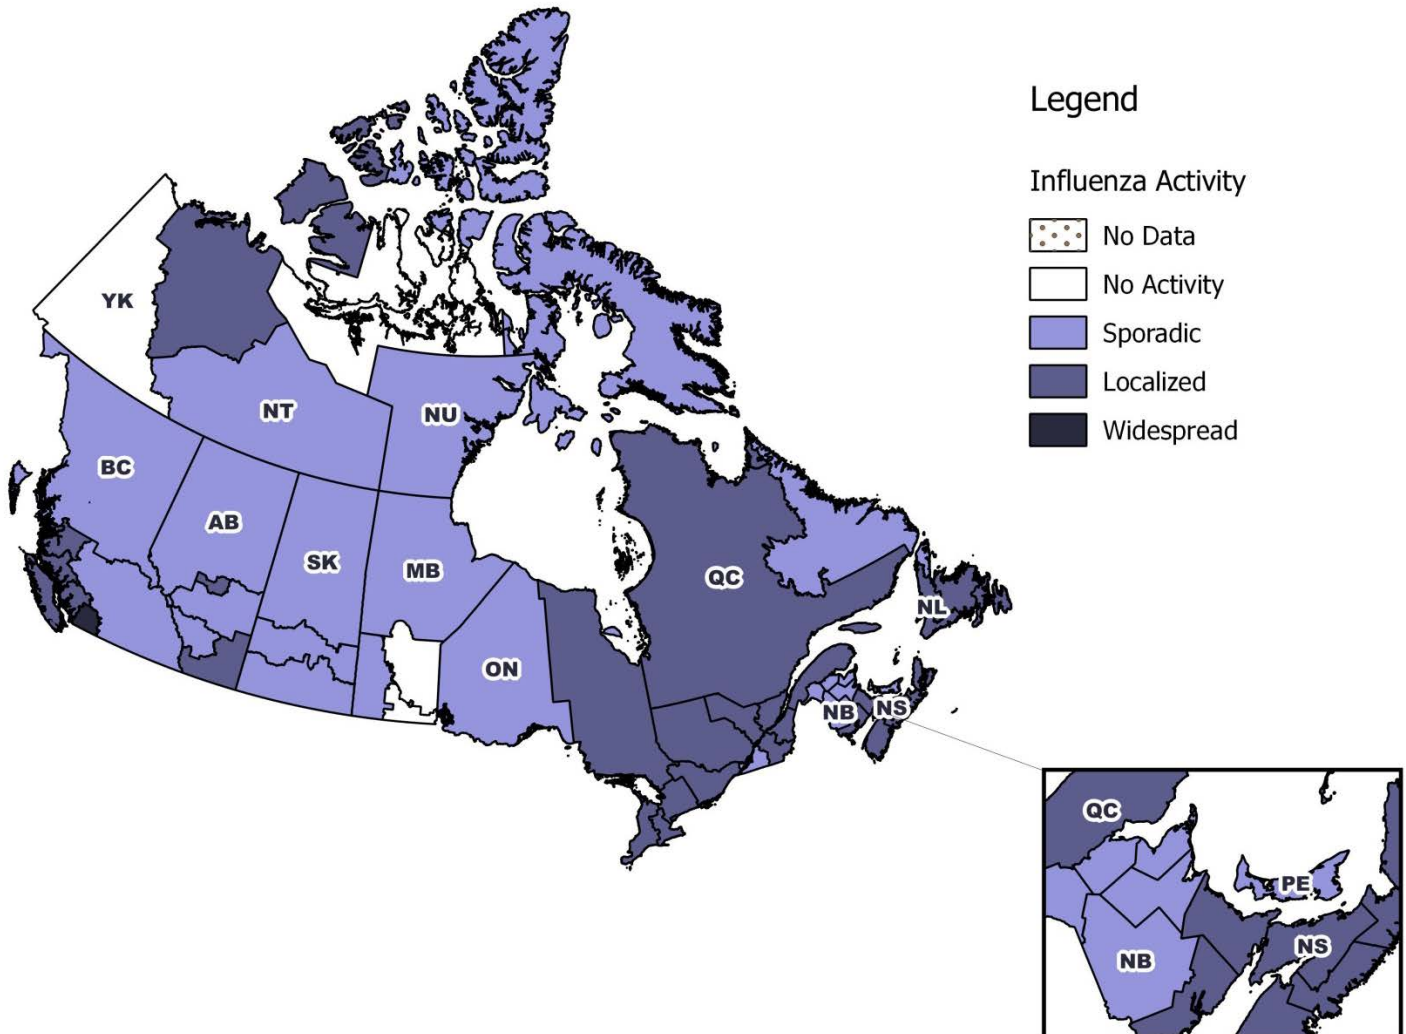 Legend
Influenza Activity
No Data
No Activity
Sporadic
Localized
Widespread
YK
NT
NU
BC
AB
SK
MB
QC
NL
ON
NB
NS
QC
PE
NS
NB